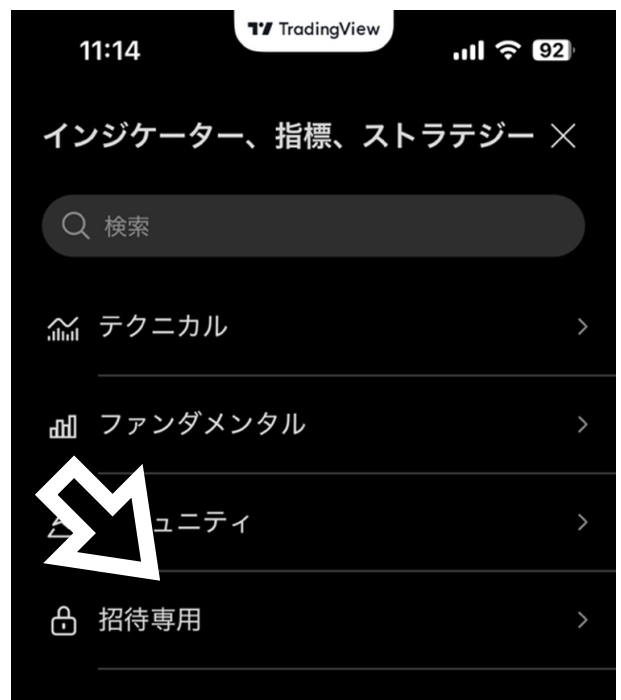 TradingView
11:14
92
インジケーター、指標、ストラテジー
検索
テクニカル
ファンダメンタル
ュニティ
招待専用